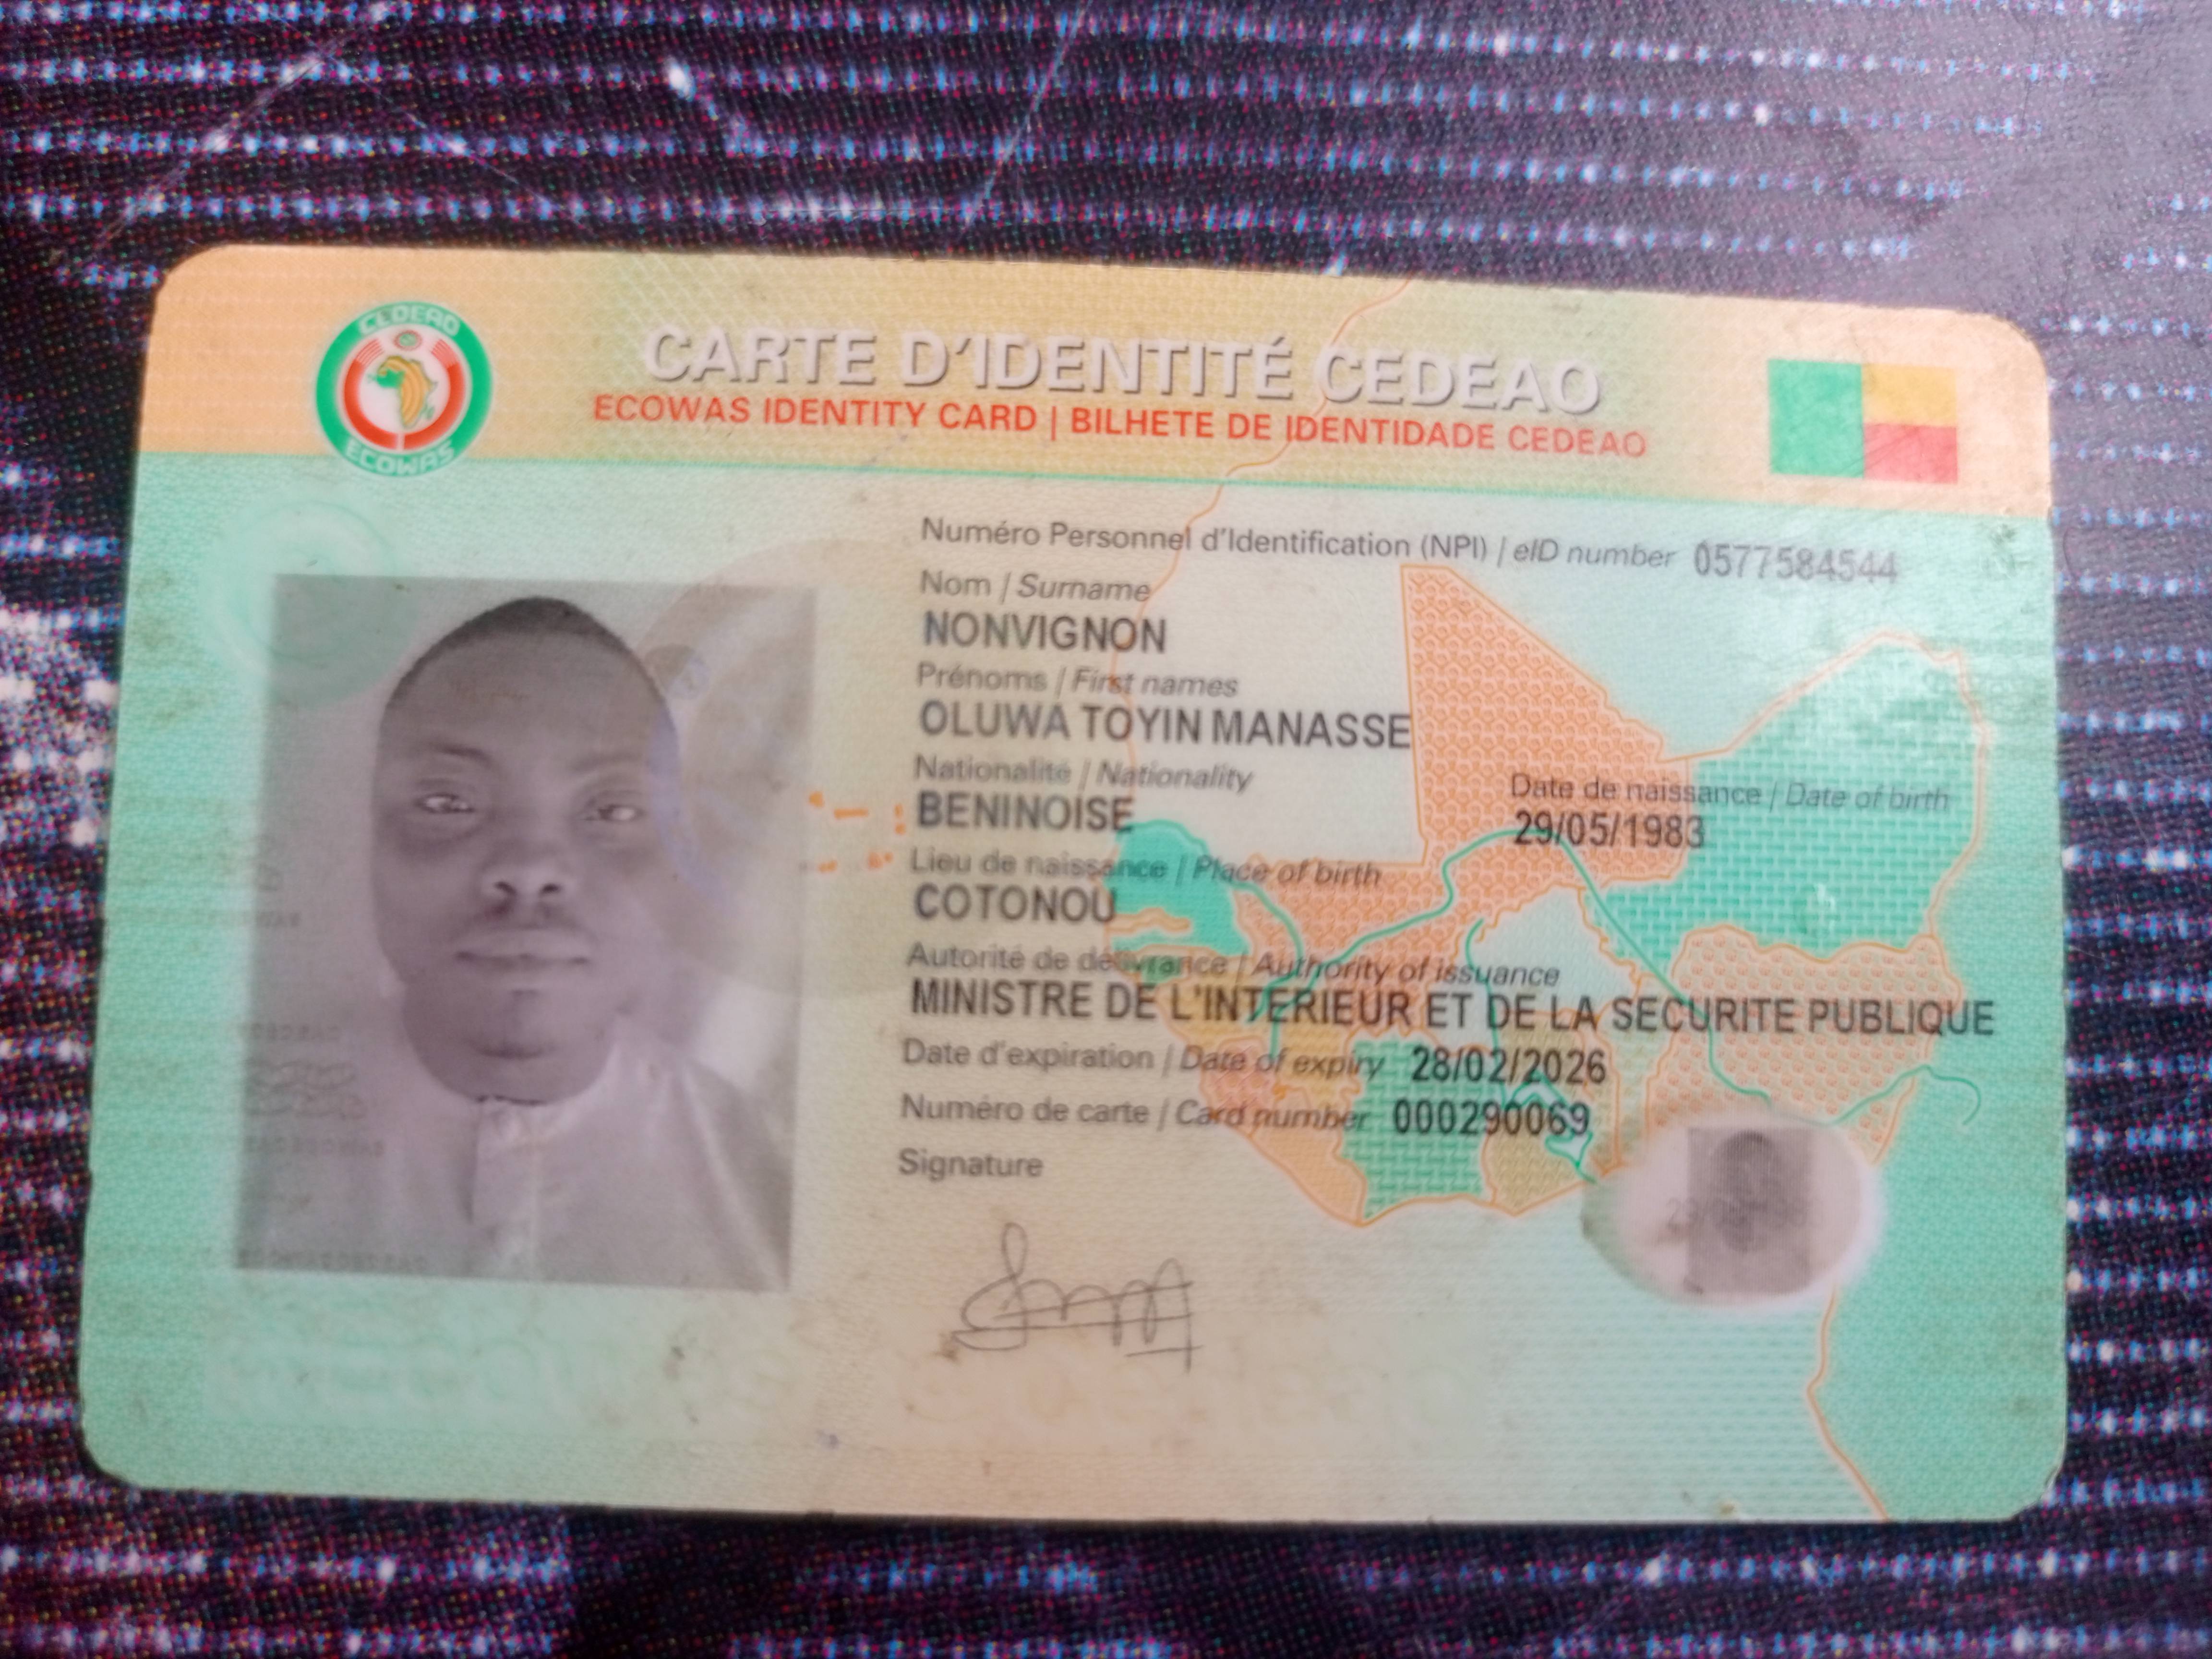 CEDEAO
ECOWAS
CARTE D'IDENTITÉ CEDEAO
ECOWAS IDENTITY CARD | BILHETE DE IDENTIDADE CEDEAO
Numéro Personnel d'Identification (NPI) / eID number 0577584544
Nom / Surname
NONVIGNON
Prénoms / First names
OLUWA TOYIN MANASSE
Nationalité / Nationality
BENINOISE
Date de naissance / Date of birth
29/05/1983
Lieu de naissance / Place of birth
COTONOU
Autorité de délivrance / Authority of issuance
MINISTRE DE L'INTERIEUR ET DE LA SECURITE PUBLIQUE
Date d'expiration / Date of expiry 28/02/2026
Numéro de carte / Card number 000290069
Signature